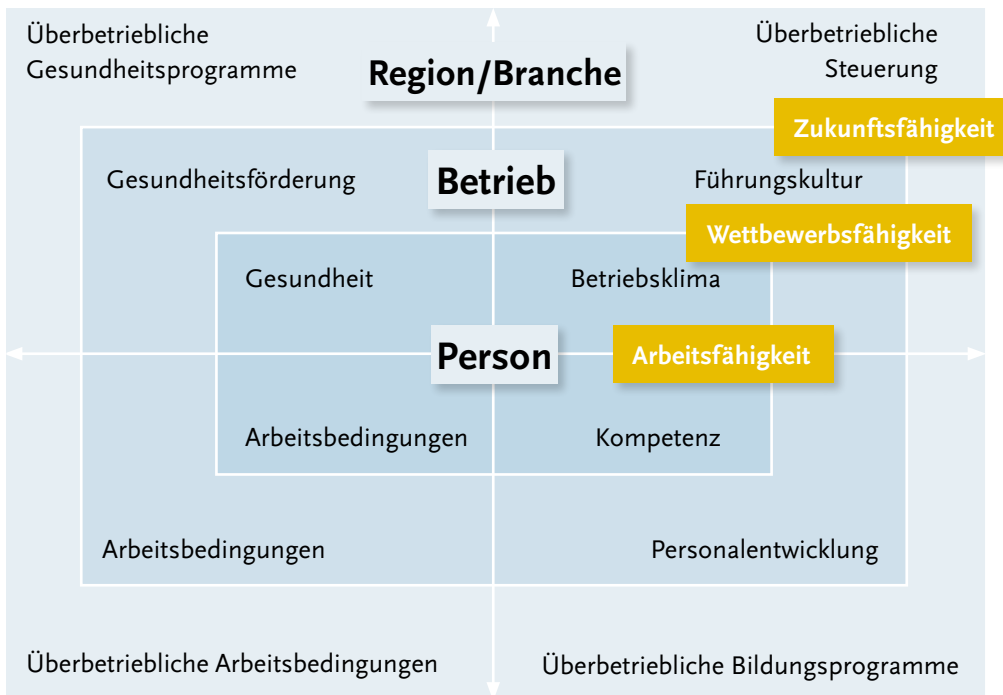 Überbetriebliche
Gesundheitsprogramme
Region/Branche
Überbetriebliche
Steuerung
Zukunftsfähigkeit
Gesundheitsförderung
Betrieb
Führungskultur
Wettbewerbsfähigkeit
Gesundheit
Betriebsklima
Person
Arbeitsfähigkeit
Arbeitsbedingungen
Kompetenz
Arbeitsbedingungen
Personalentwicklung
Überbetriebliche Arbeitsbedingungen
Überbetriebliche Bildungsprogramme